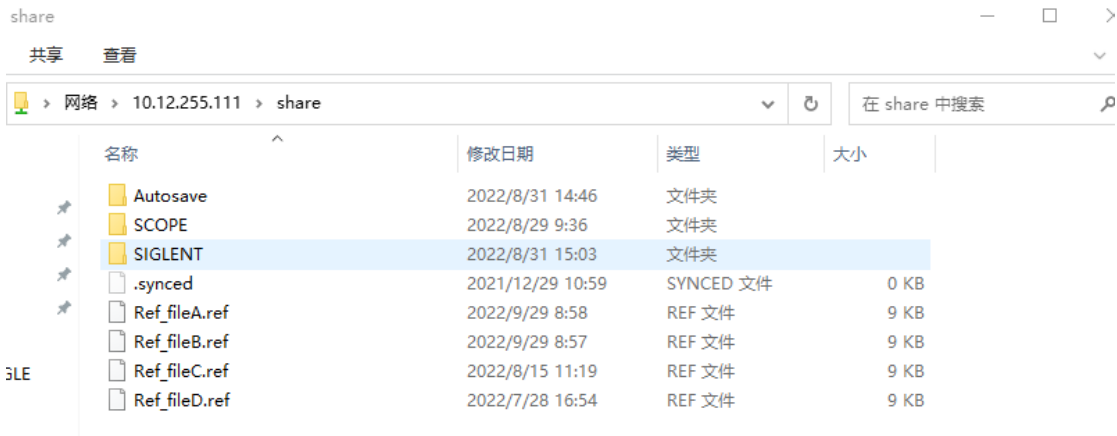 share
共享 查看
网络 10.12.255.111 share 在 share 中搜索
名称 修改日期 类型 大小
Autosave 2022/8/31 14:46 文件夹
SCOPE 2022/8/29 9:36 文件夹
SIGLENT 2022/8/31 15:03 文件夹
.synced 2021/12/29 10:59 SYNCED 文件 0 KB
Ref_fileA.ref 2022/9/29 8:58 REF 文件 9 KB
Ref_fileB.ref 2022/9/29 8:57 REF 文件 9 KB
Ref_fileC.ref 2022/8/15 11:19 REF 文件 9 KB
GLE
Ref_fileD.ref 2022/7/28 16:54 REF 文件 9 KB